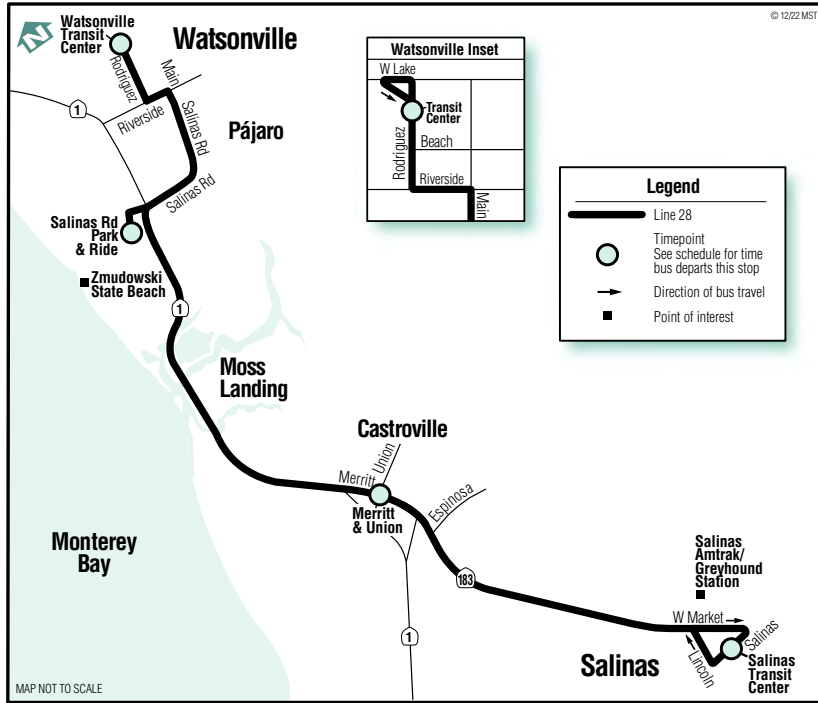 © 12/22 MST
Watsonville
Transit
Center
N
Watsonville
Rodriguez
Main
Riverside
Salinas Rd
1
Pájaro
Salinas Rd
Salinas Rd
Park
& Ride
Zmudowski
State Beach
1
Moss
Landing
Watsonville Inset
W Lake
Transit
Center
Rodriguez
Beach
Riverside
Main
Legend
Line 28
Timepoint
See schedule for time
bus departs this stop
Direction of bus travel
Point of interest
Castroville
Union
Merritt
Merritt
& Union
Espinosa
183
1
Monterey
Bay
Salinas
Amtrak/
Greyhound
Station
W Market
Salinas
Lincoln
Salinas
Salinas
Transit
Center
MAP NOT TO SCALE